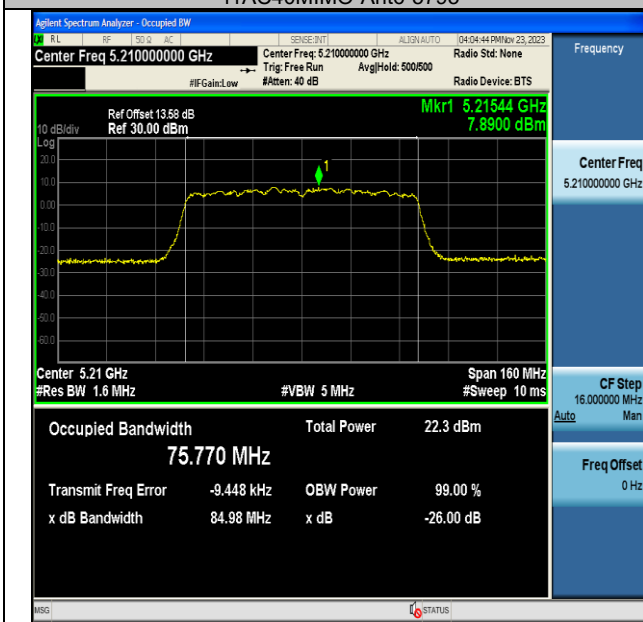 11AC40MIMO-Ant0-5795
Agilent Spectrum Analyzer - Occupied BW
RL RF 50 Ω AC SENSE:INT ALIGN AUTO 04:04:44 PM Nov 23, 2023
Center Freq 5.210000000 GHz
Center Freq: 5.210000000 GHz
Radio Std: None
Trig: Free Run Avg|Hold: 500/500
#IFGain:Low #Atten: 40 dB Radio Device: BTS
Frequency
Mkr1 5.21544 GHz
7.8900 dBm
Ref Offset 13.58 dB
10 dB/div Ref 30.00 dBm
Log
20.0
10.0
0.00
-10.0
-20.0
-30.0
-40.0
-50.0
-60.0
1
Center 5.21 GHz Span 160 MHz
#Res BW 1.6 MHz #VBW 5 MHz #Sweep 10 ms
Occupied Bandwidth Total Power 22.3 dBm
75.770 MHz
Transmit Freq Error -9.448 kHz OBW Power 99.00 %
x dB Bandwidth 84.98 MHz x dB -26.00 dB
Center Freq
5.210000000 GHz
CF Step
16.000000 MHz
Auto Man
Freq Offset
0 Hz
MSG STATUS